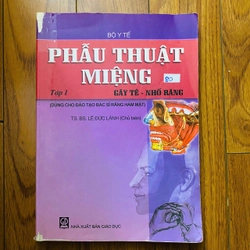 BỘ Y TẾ
PHẪU THUẬT
MIỆNG
Tập 1
GÂY TÊ - NHỔ RĂNG
(DÙNG CHO ĐÀO TẠO BÁC SĨ RĂNG HÀM MẶT)
TS. BS. LÊ ĐỨC LÁNH (Chủ biên)
NHÀ XUẤT BẢN GIÁO DỤC